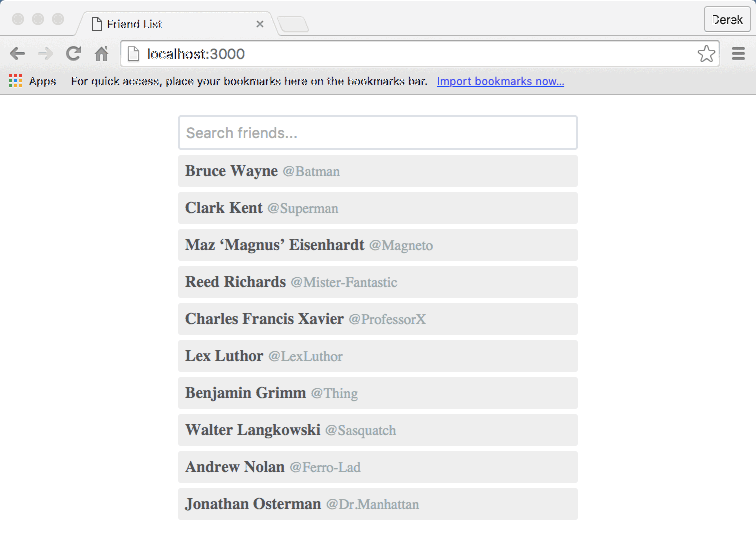 Friend List
Derek
localhost:3000
Apps For quick access, place your bookmarks here on the bookmarks bar. Import bookmarks now...
Search friends...
Bruce Wayne @Batman
Clark Kent @Superman
Maz ‘Magnus’ Eisenhardt @Magneto
Reed Richards @Mister-Fantastic
Charles Francis Xavier @ProfessorX
Lex Luthor @LexLuthor
Benjamin Grimm @Thing
Walter Langkowski @Sasquatch
Andrew Nolan @Ferro-Lad
Jonathan Osterman @Dr.Manhattan